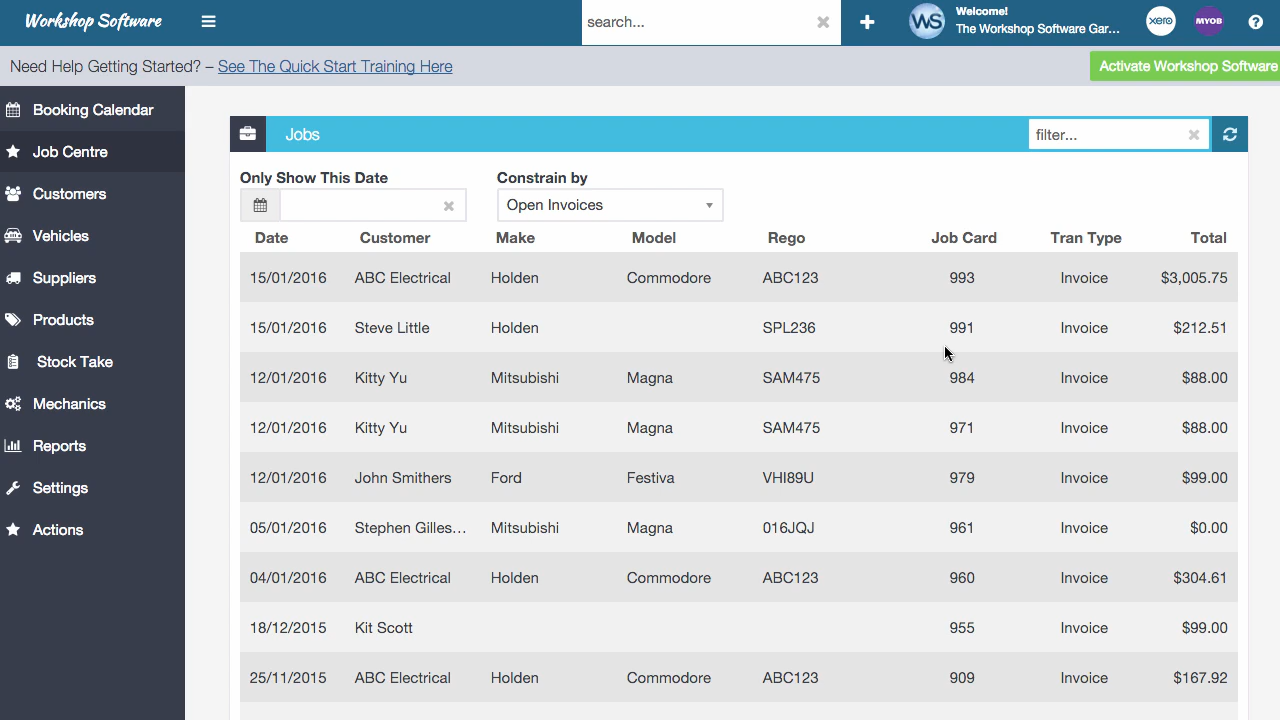 Workshop Software
search...
WS
Welcome!
The Workshop Software Gar...
xero
MYOB
?
Need Help Getting Started? – See The Quick Start Training Here
Activate Workshop Software
Booking Calendar
Job Centre
Customers
Vehicles
Suppliers
Products
Stock Take
Mechanics
Reports
Settings
Actions
Jobs
filter...
Only Show This Date
Constrain by
Open Invoices
Date Customer Make Model Rego Job Card Tran Type Total
15/01/2016 ABC Electrical Holden Commodore ABC123 993 Invoice $3,005.75
15/01/2016 Steve Little Holden SPL236 991 Invoice $212.51
12/01/2016 Kitty Yu Mitsubishi Magna SAM475 984 Invoice $88.00
12/01/2016 Kitty Yu Mitsubishi Magna SAM475 971 Invoice $88.00
12/01/2016 John Smithers Ford Festiva VHI89U 979 Invoice $99.00
05/01/2016 Stephen Gilles... Mitsubishi Magna 016JQJ 961 Invoice $0.00
04/01/2016 ABC Electrical Holden Commodore ABC123 960 Invoice $304.61
18/12/2015 Kit Scott 955 Invoice $99.00
25/11/2015 ABC Electrical Holden Commodore ABC123 909 Invoice $167.92